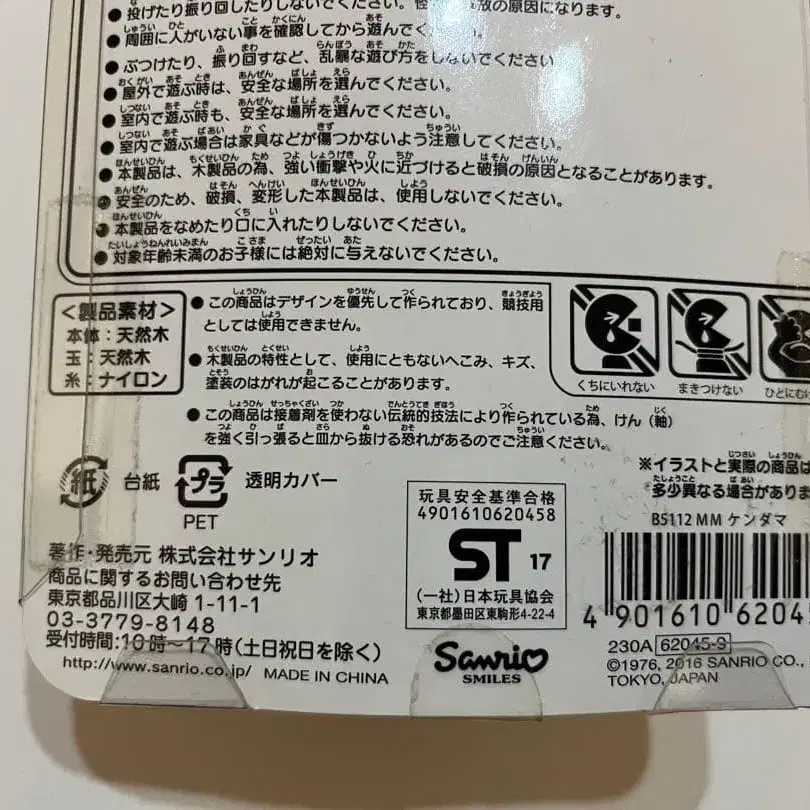 投げたり振り回したりしないでください。
の原因になります。
●周囲に人がいない事を確認してから遊んでく
●ぶつけたり、振り回すなど、乱暴な遊び方をしないでください
●屋外で遊ぶ時は、安全な場所を選んでください。
●室内で遊ぶ時も、安全な場所を選んでください。
●室内で遊ぶ場合は家具などが傷つかないよう注意してください。
●本製品は、木製品の為、強い衝撃や火に近づけると破損の原因となることがあります。
●安全のため、破損、変形した本製品は、使用しないでください。
●本製品をなめたり口に入れたりしないでください。
●対象年齢未満のお子様には絶対に与えないでください。
<製品素材>
本体:天然木
玉:天然木
糸:ナイロン
●この商品はデザインを優先して作られており、競技用
としては使用できません。
●木製品の特性として、使用にともないへこみ、キズ、
塗装のはがれが起こることがあります。
●この商品は接着剤を使わない伝統的技法により作られている為、けん(軸)
を強く引っ張ると皿から抜ける恐れがあるのでご注意ください。
くちにいれない
まきつけない
ひとにむけ
※イラストと実際の商品は
多少異なる場合があります
紙 台紙 プラ 透明カバー
PET
玩具安全基準合格
4901610620458
ST 17
(一社)日本玩具協会
東京都墨田区東駒形4-22-4
BS112 MM ケンダマ
4 901610 62045
230A 62045-9
©1976, 2016 SANRIO CO.,
TOKYO, JAPAN
著作・発売元 株式会社サンリオ
商品に関するお問い合わせ先
東京都品川区大崎 1-11-1
03-3779-8148
受付時間:10時〜17時(土日祝日を除く)
http://www.sanrio.co.jp/ MADE IN CHINA
Sanrio
SMILES